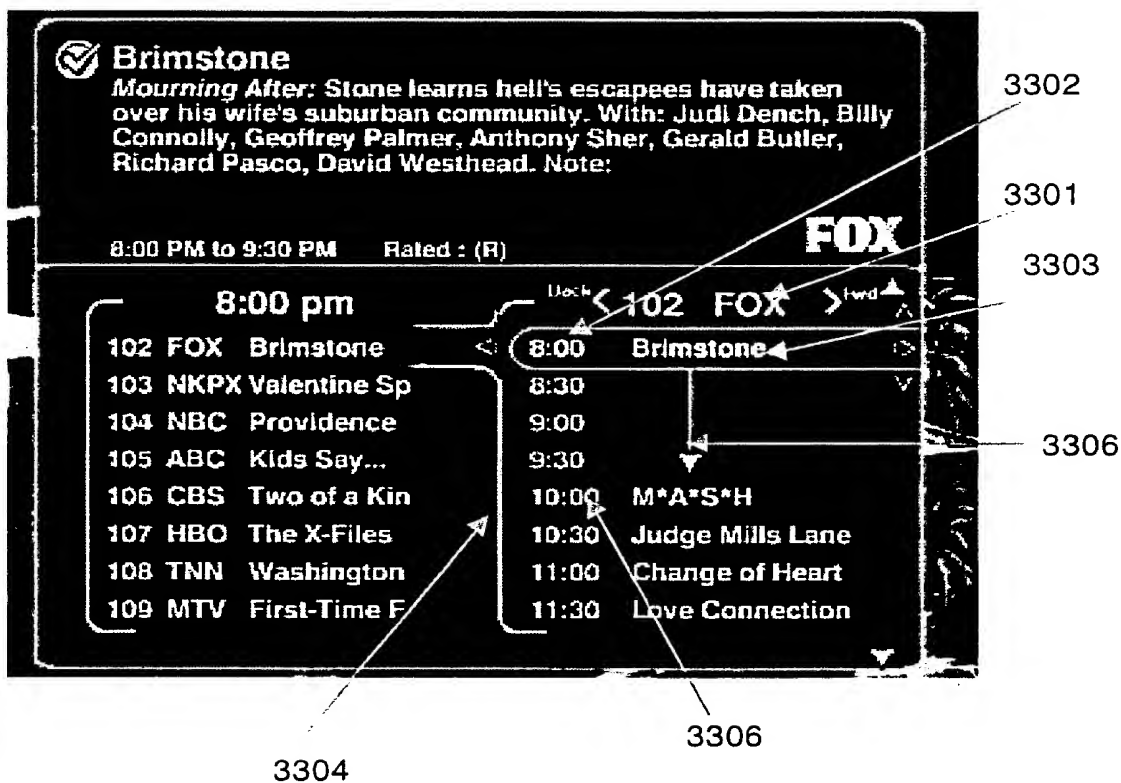 Brimstone
Mourning After: Stone learns hell's escapees have taken
over his wife's suburban community. With: Judi Dench, Billy
Connolly, Geoffrey Palmer, Anthony Sher, Gerald Butler,
Richard Pasco, David Westhead. Note:
8:00 PM to 9:30 PM Rated : (R)
FOX
8:00 pm
102 FOX Brimstone
103 NKPX Valentine Sp
104 NBC Providence
105 ABC Kids Say...
106 CBS Two of a Kin
107 HBO The X-Files
108 TNN Washington
109 MTV First-Time F
Back < 102 FOX > Fwd
8:00 Brimstone
8:30
9:00
9:30
10:00 M*A*S*H
10:30 Judge Mills Lane
11:00 Change of Heart
11:30 Love Connection
3302
3301
3303
3306
3306
3304